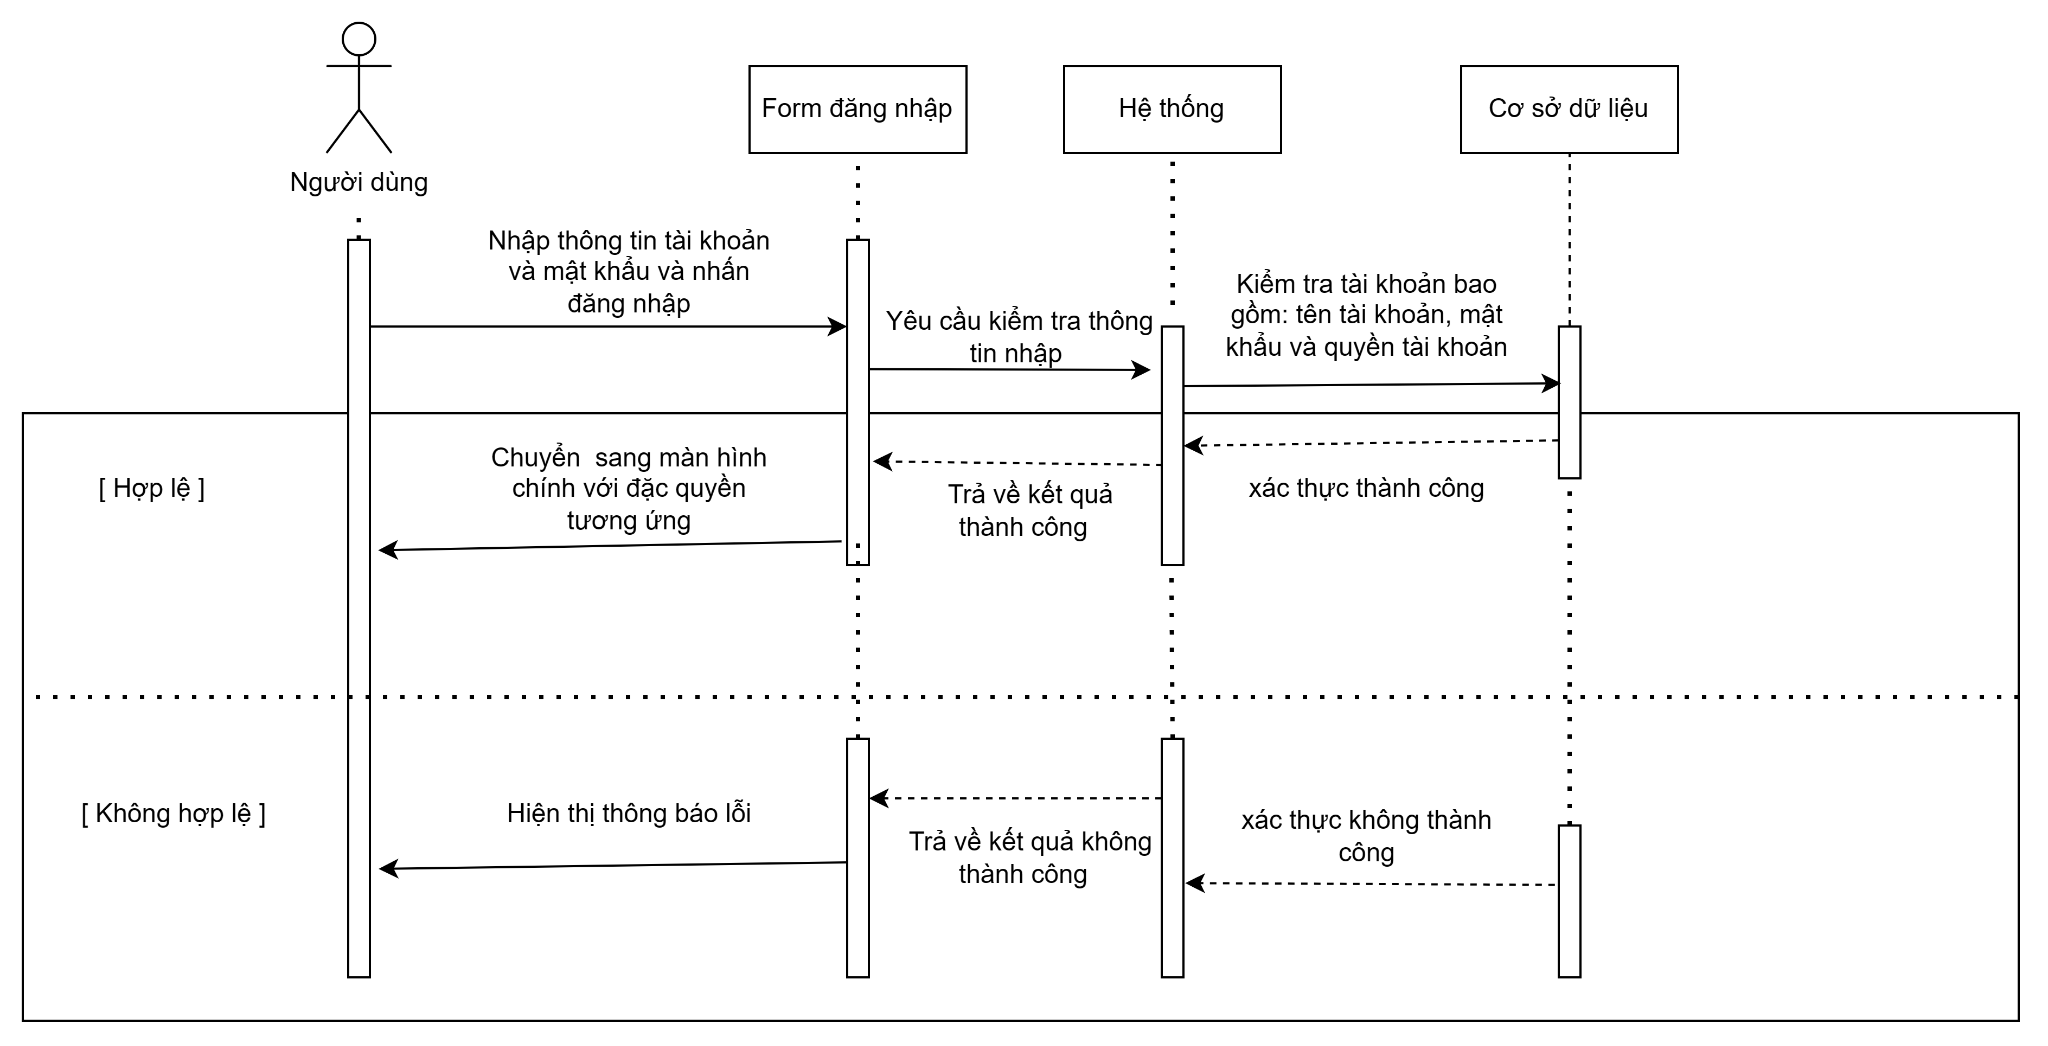 Người dùng
Form đăng nhập
Hệ thống
Cơ sở dữ liệu
Nhập thông tin tài khoản
và mật khẩu và nhấn
đăng nhập
Yêu cầu kiểm tra thông
tin nhập
Kiểm tra tài khoản bao
gồm: tên tài khoản, mật
khẩu và quyền tài khoản
[ Hợp lệ ]
Chuyển  sang màn hình
chính với đặc quyền
tương ứng
Trả về kết quả
thành công
xác thực thành công
[ Không hợp lệ ]
Hiện thị thông báo lỗi
Trả về kết quả không
thành công
xác thực không thành
công